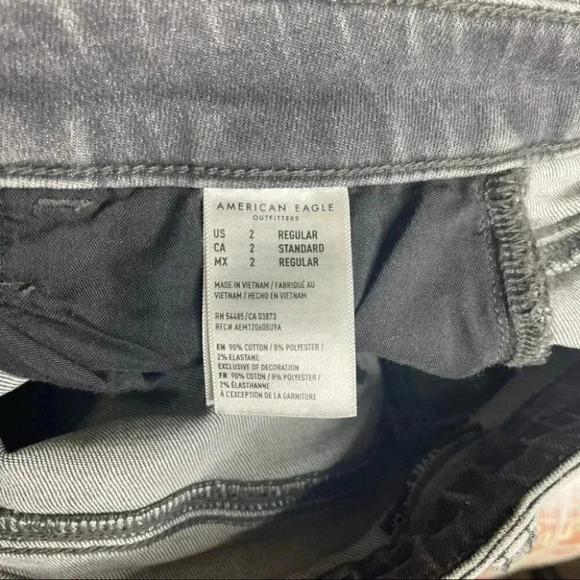 AMERICAN EAGLE
OUTFITTERS
US 2 REGULAR
CA 2 STANDARD
MX 2 REGULAR
MADE IN VIETNAM / FABRIQUÉ AU
VIETNAM / HECHO EN VIETNAM
RN 54485/CA 03873
RFC# AEM120605U9A
EN 90% COTTON / 8% POLYESTER /
2% ELASTANE
EXCLUSIVE OF DECORATION
FR 90% COTON / 8% POLYESTER /
2% ÉLASTHANNE
À L'EXCEPTION DE LA GARNITURE